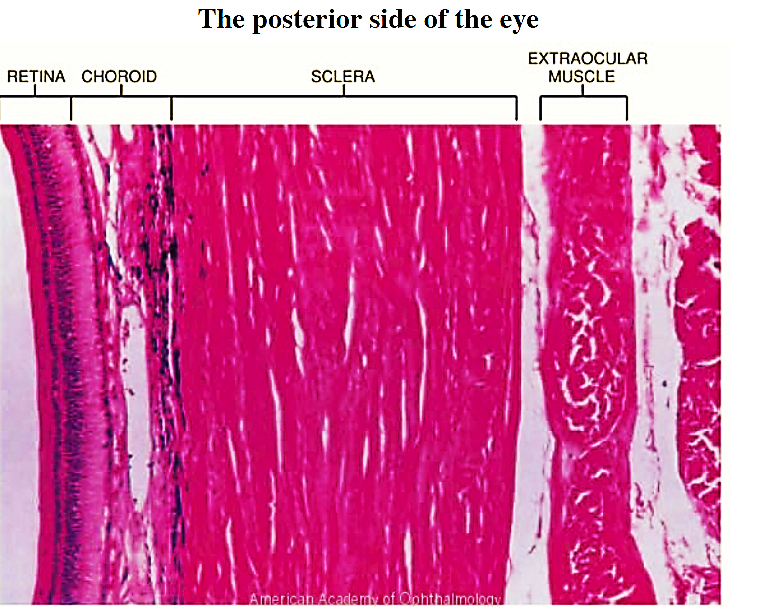 The posterior side of the eye
EXTRAOCULAR
RETINA CHOROID SCLERA MUSCLE
American Academy of Ophthalmology